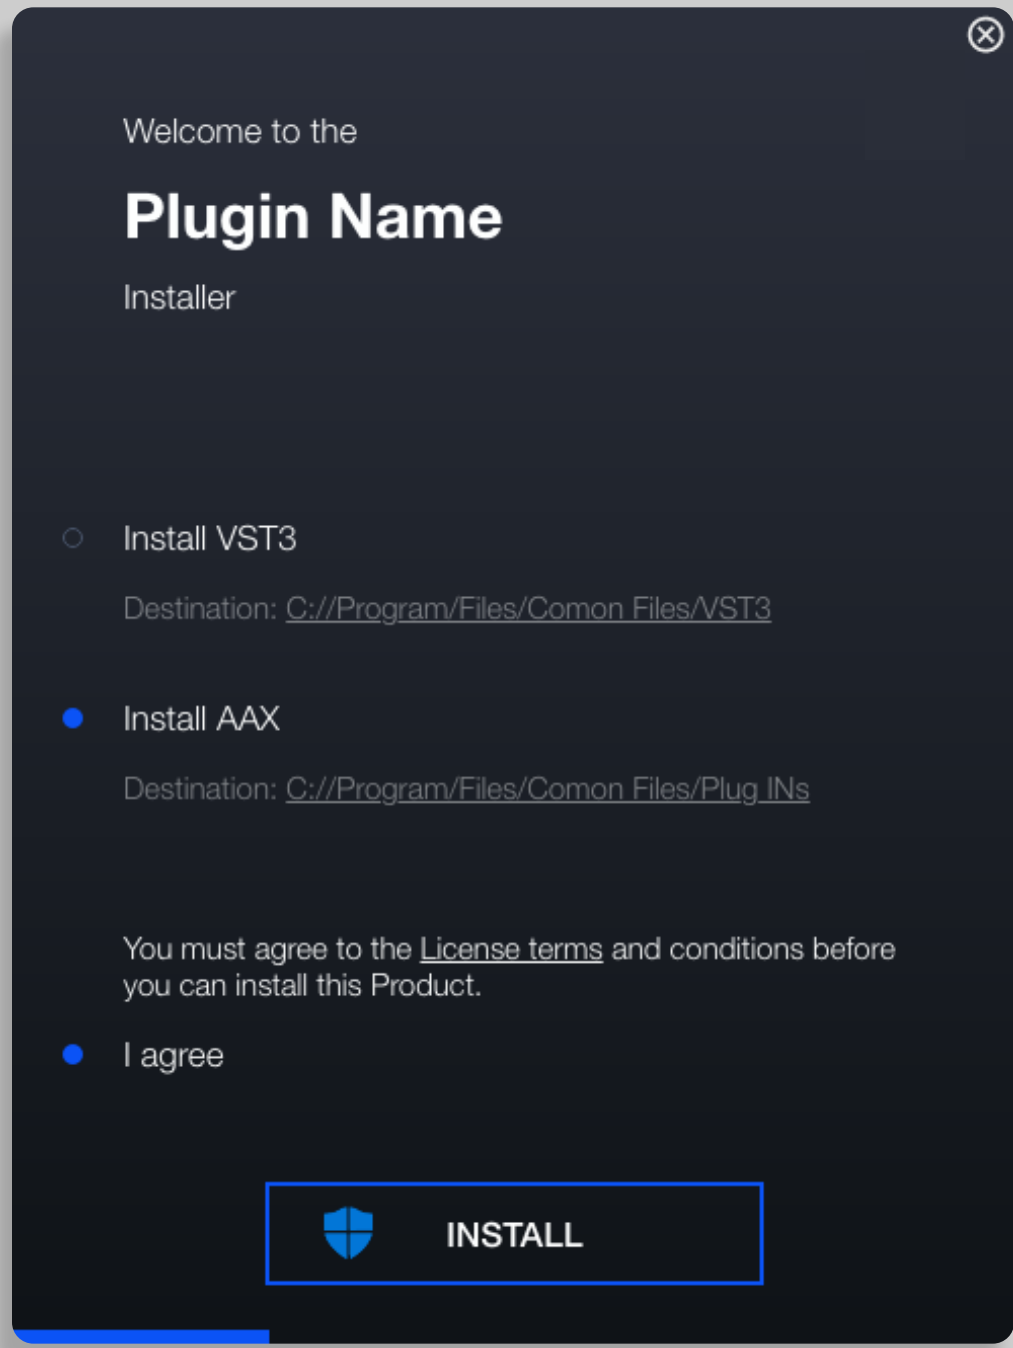 Welcome to the
Plugin Name
Installer
Install VST3
Destination: C://Program/Files/Comon Files/VST3
Install AAX
Destination: C://Program/Files/Comon Files/Plug INs
You must agree to the License terms and conditions before
you can install this Product.
I agree
INSTALL